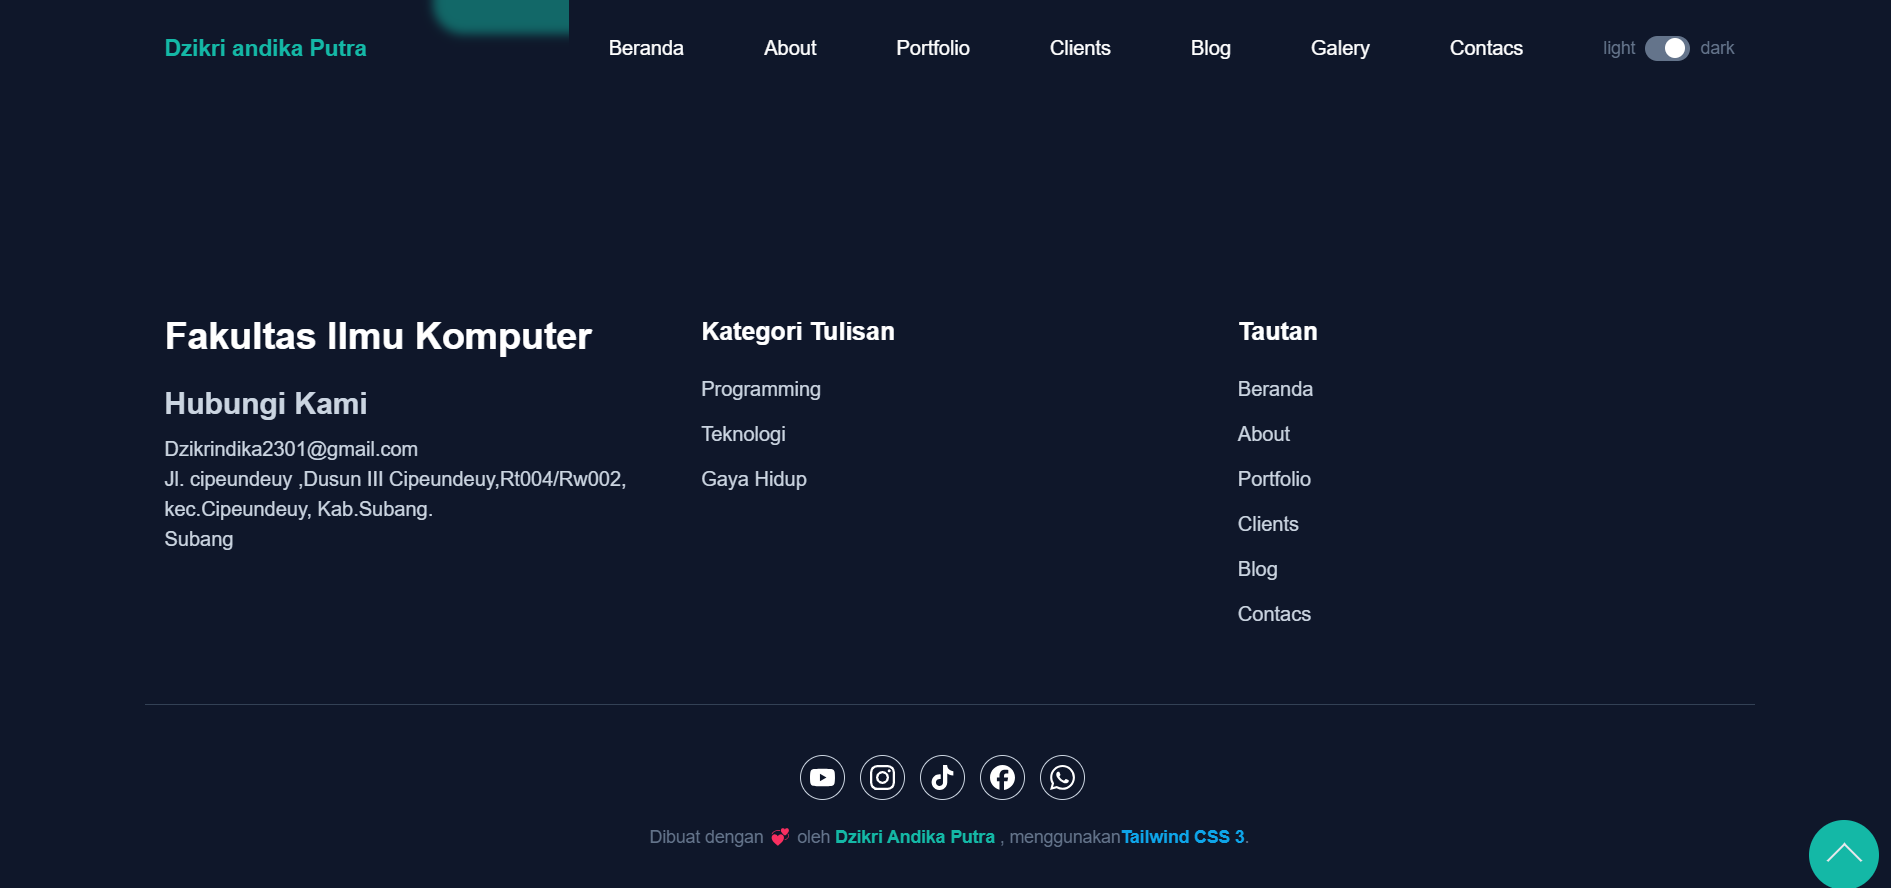 Dzikri andika Putra
Beranda
About
Portfolio
Clients
Blog
Galery
Contacs
light
dark
Fakultas Ilmu Komputer
Hubungi Kami
Dzikrindika2301@gmail.com
Jl. cipeundeuy ,Dusun III Cipeundeuy,Rt004/Rw002,
kec.Cipeundeuy, Kab.Subang.
Subang
Kategori Tulisan
Programming
Teknologi
Gaya Hidup
Tautan
Beranda
About
Portfolio
Clients
Blog
Contacs
Dibuat dengan 💞 oleh Dzikri Andika Putra , menggunakanTailwind CSS 3.